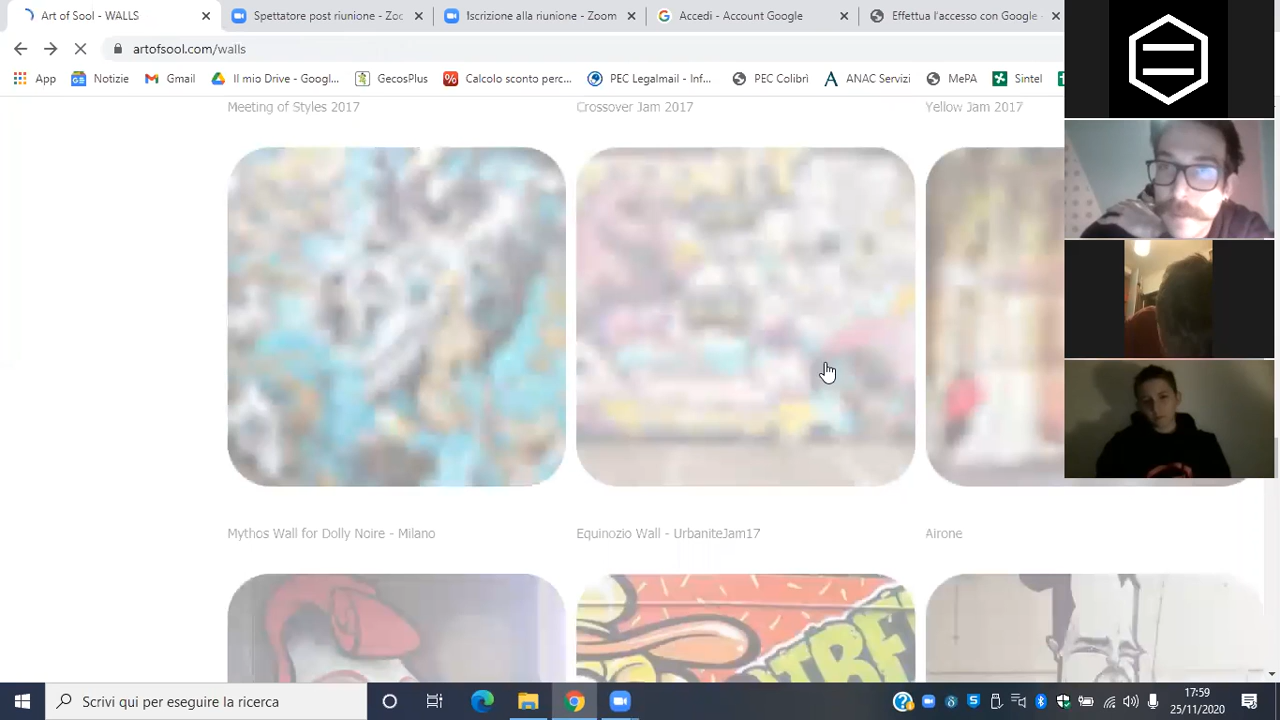 Art of Sool - WALLS
Spettatore post riunione - Zo
Iscrizione alla riunione - Zoom
Accedi - Account Google
Effettua l'accesso con Google
artofsool.com/walls
App
Notizie
Gmail
Il mio Drive - Googl...
GecosPlus
Calcolo sconto perc...
PEC Legalmail - Inf...
PEC Colibri
ANAC Servizi
MePA
Sintel
Meeting of Styles 2017
Crossover Jam 2017
Yellow Jam 2017
Mythos Wall for Dolly Noire - Milano
Equinozio Wall - UrbaniteJam17
Airone
Scrivi qui per eseguire la ricerca
17:59
25/11/2020